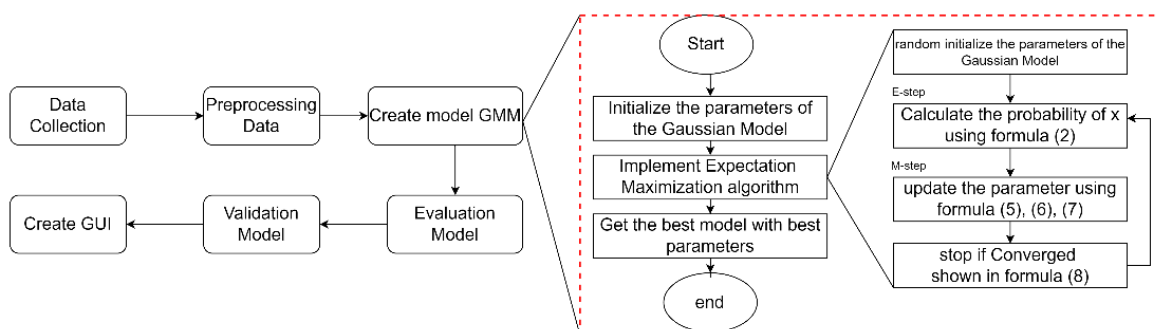 Data
Collection
Preprocessing
Data
Create model GMM
Create GUI
Validation
Model
Evaluation
Model
Start
Initialize the parameters of
the Gaussian Model
Implement Expectation
Maximization algorithm
Get the best model with best
parameters
end
random initialize the parameters of the
Gaussian Model
E-step
Calculate the probability of x
using formula (2)
M-step
update the parameter using
formula (5), (6), (7)
stop if Converged
shown in formula (8)